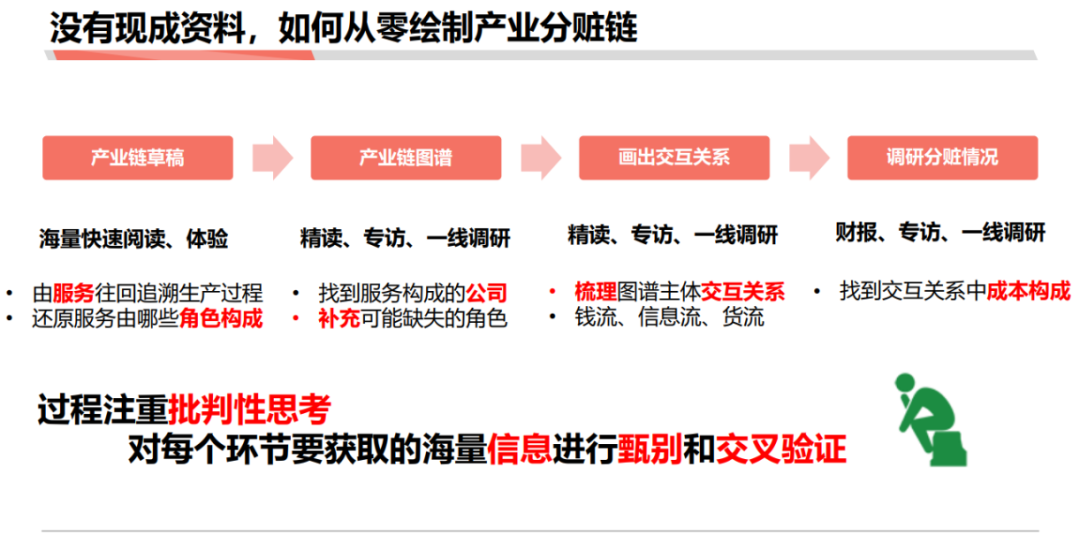 没有现成资料，如何从零绘制产业分赃链
产业链草稿
产业链图谱
画出交互关系
调研分赃情况
海量快速阅读、体验
精读、专访、一线调研
精读、专访、一线调研
财报、专访、一线调研
• 由服务往回追溯生产过程
• 还原服务由哪些角色构成
• 找到服务构成的公司
• 补充可能缺失的角色
• 梳理图谱主体交互关系
• 钱流、信息流、货流
• 找到交互关系中成本构成
过程注重批判性思考
对每个环节要获取的海量信息进行甄别和交叉验证